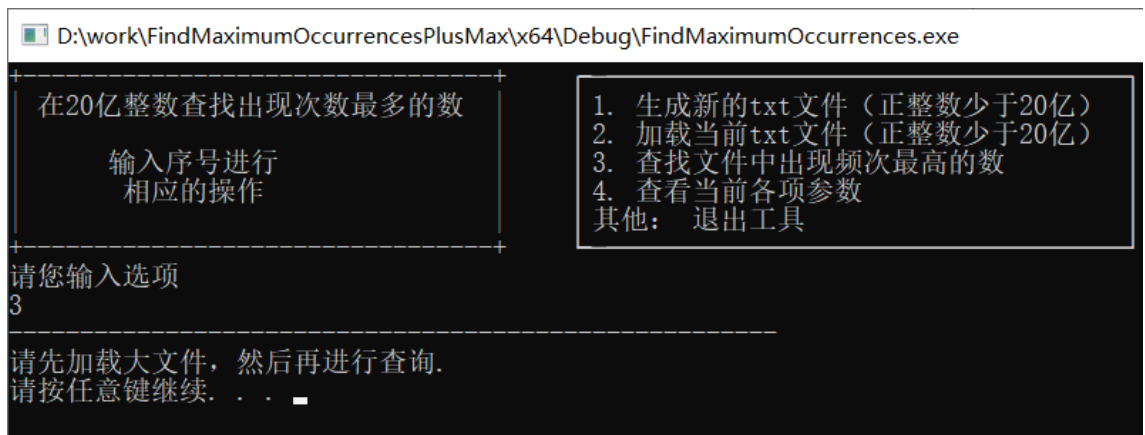 D:\work\FindMaximumOccurrencesPlusMax\x64\Debug\FindMaximumOccurrences.exe
在20亿整数查找出现次数最多的数
输入序号进行
相应的操作
1. 生成新的txt文件（正整数少于20亿）
2. 加载当前txt文件（正整数少于20亿）
3. 查找文件中出现频次最高的数
4. 查看当前各项参数
其他： 退出工具
请您输入选项
3
请先加载大文件，然后再进行查询.
请按任意键继续. . .